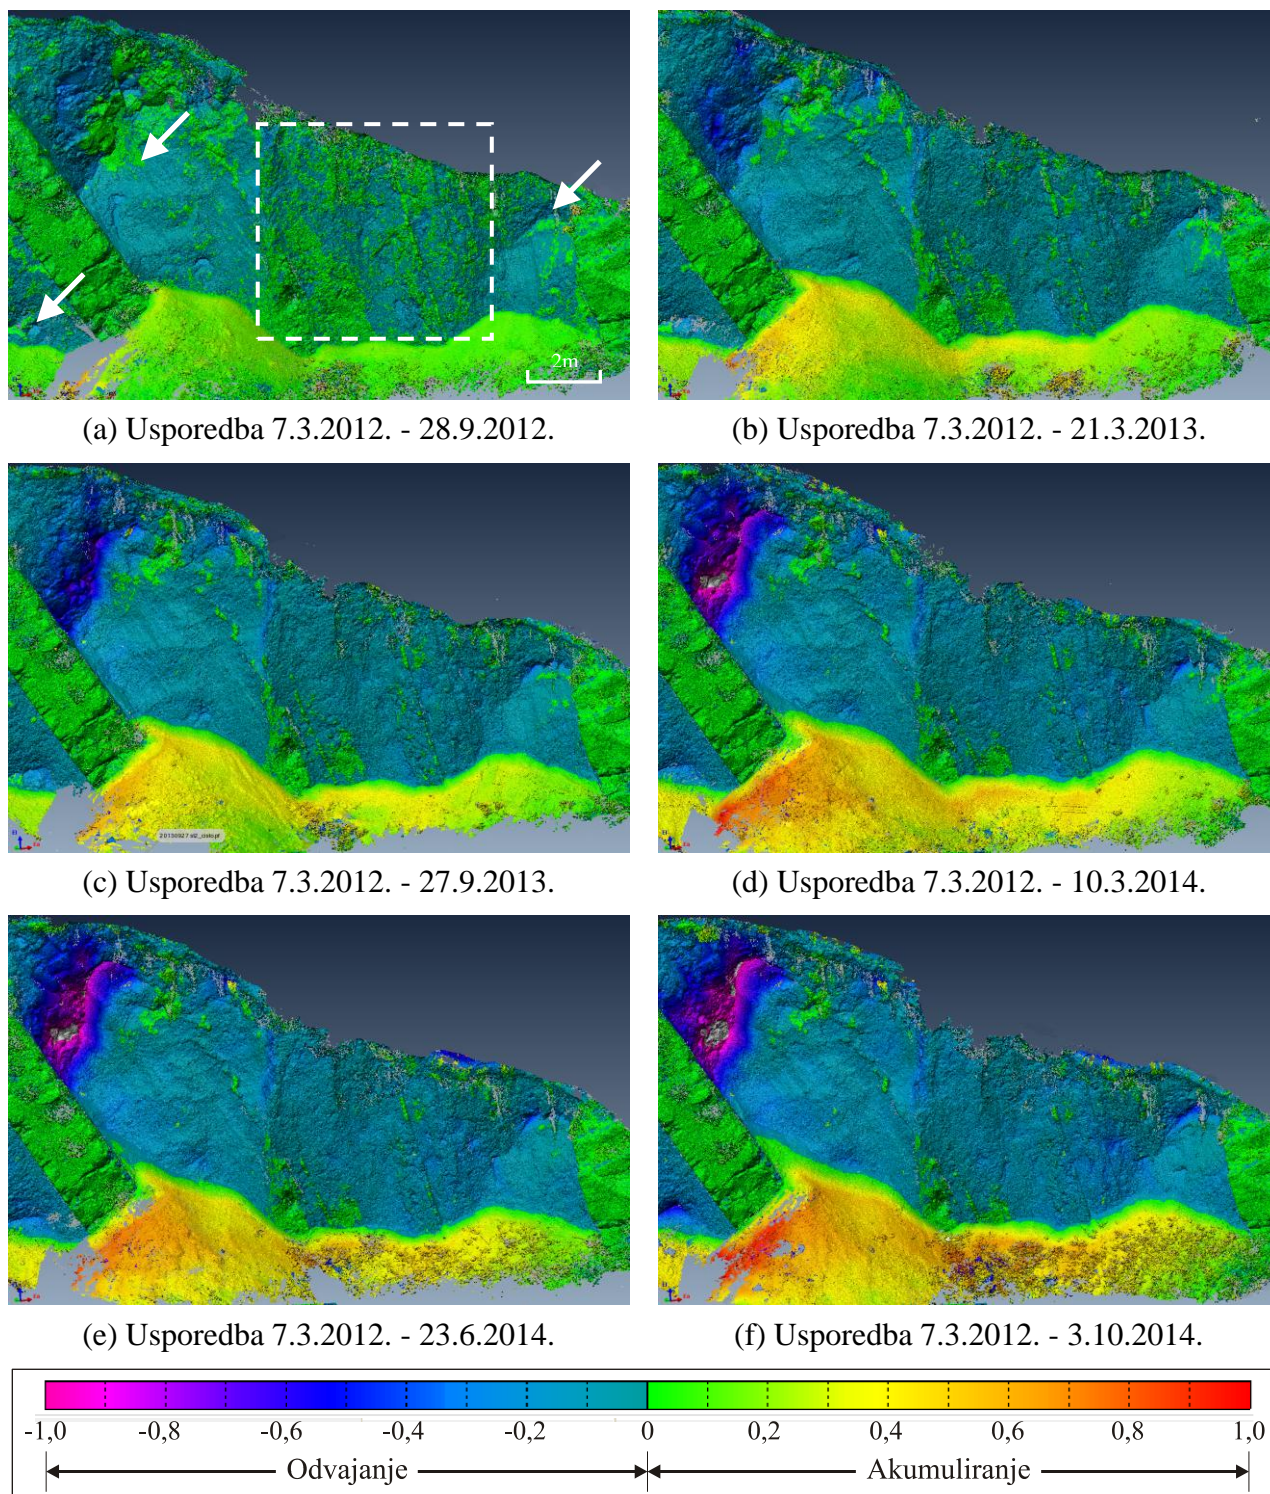 2m
(a) Usporedba 7.3.2012. - 28.9.2012.
(b) Usporedba 7.3.2012. - 21.3.2013.
(c) Usporedba 7.3.2012. - 27.9.2013.
(d) Usporedba 7.3.2012. - 10.3.2014.
(e) Usporedba 7.3.2012. - 23.6.2014.
(f) Usporedba 7.3.2012. - 3.10.2014.
-1,0 -0,8 -0,6 -0,4 -0,2 0 0,2 0,4 0,6 0,8 1,0
Odvajanje Akumuliranje